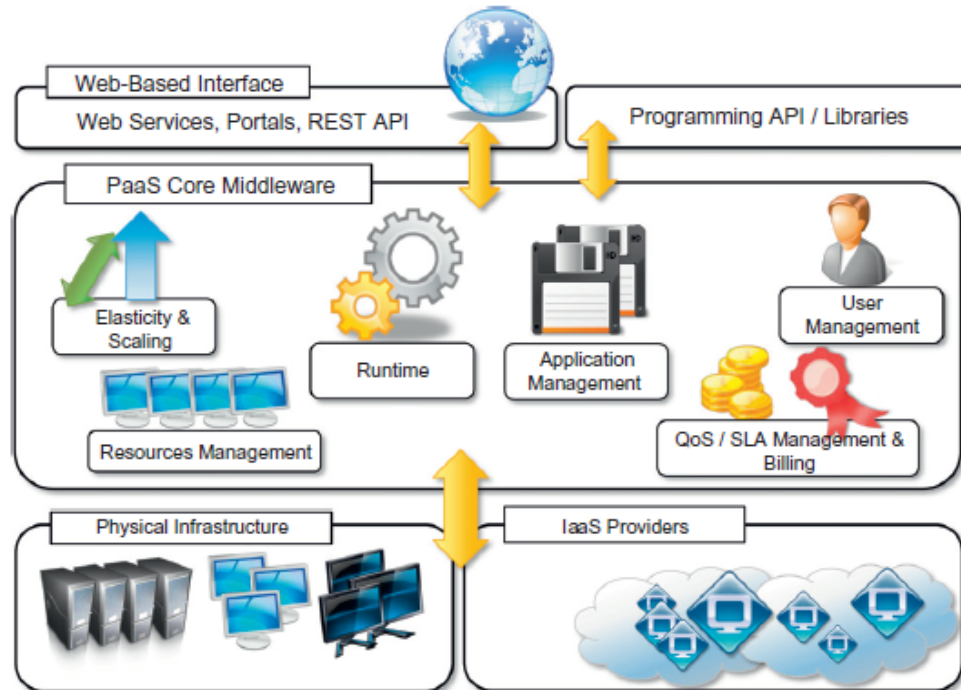 Web-Based Interface
Web Services, Portals, REST API
Programming API / Libraries
PaaS Core Middleware
Elasticity &
Scaling
Runtime
Application
Management
User
Management
Resources Management
QoS / SLA Management &
Billing
Physical Infrastructure
IaaS Providers